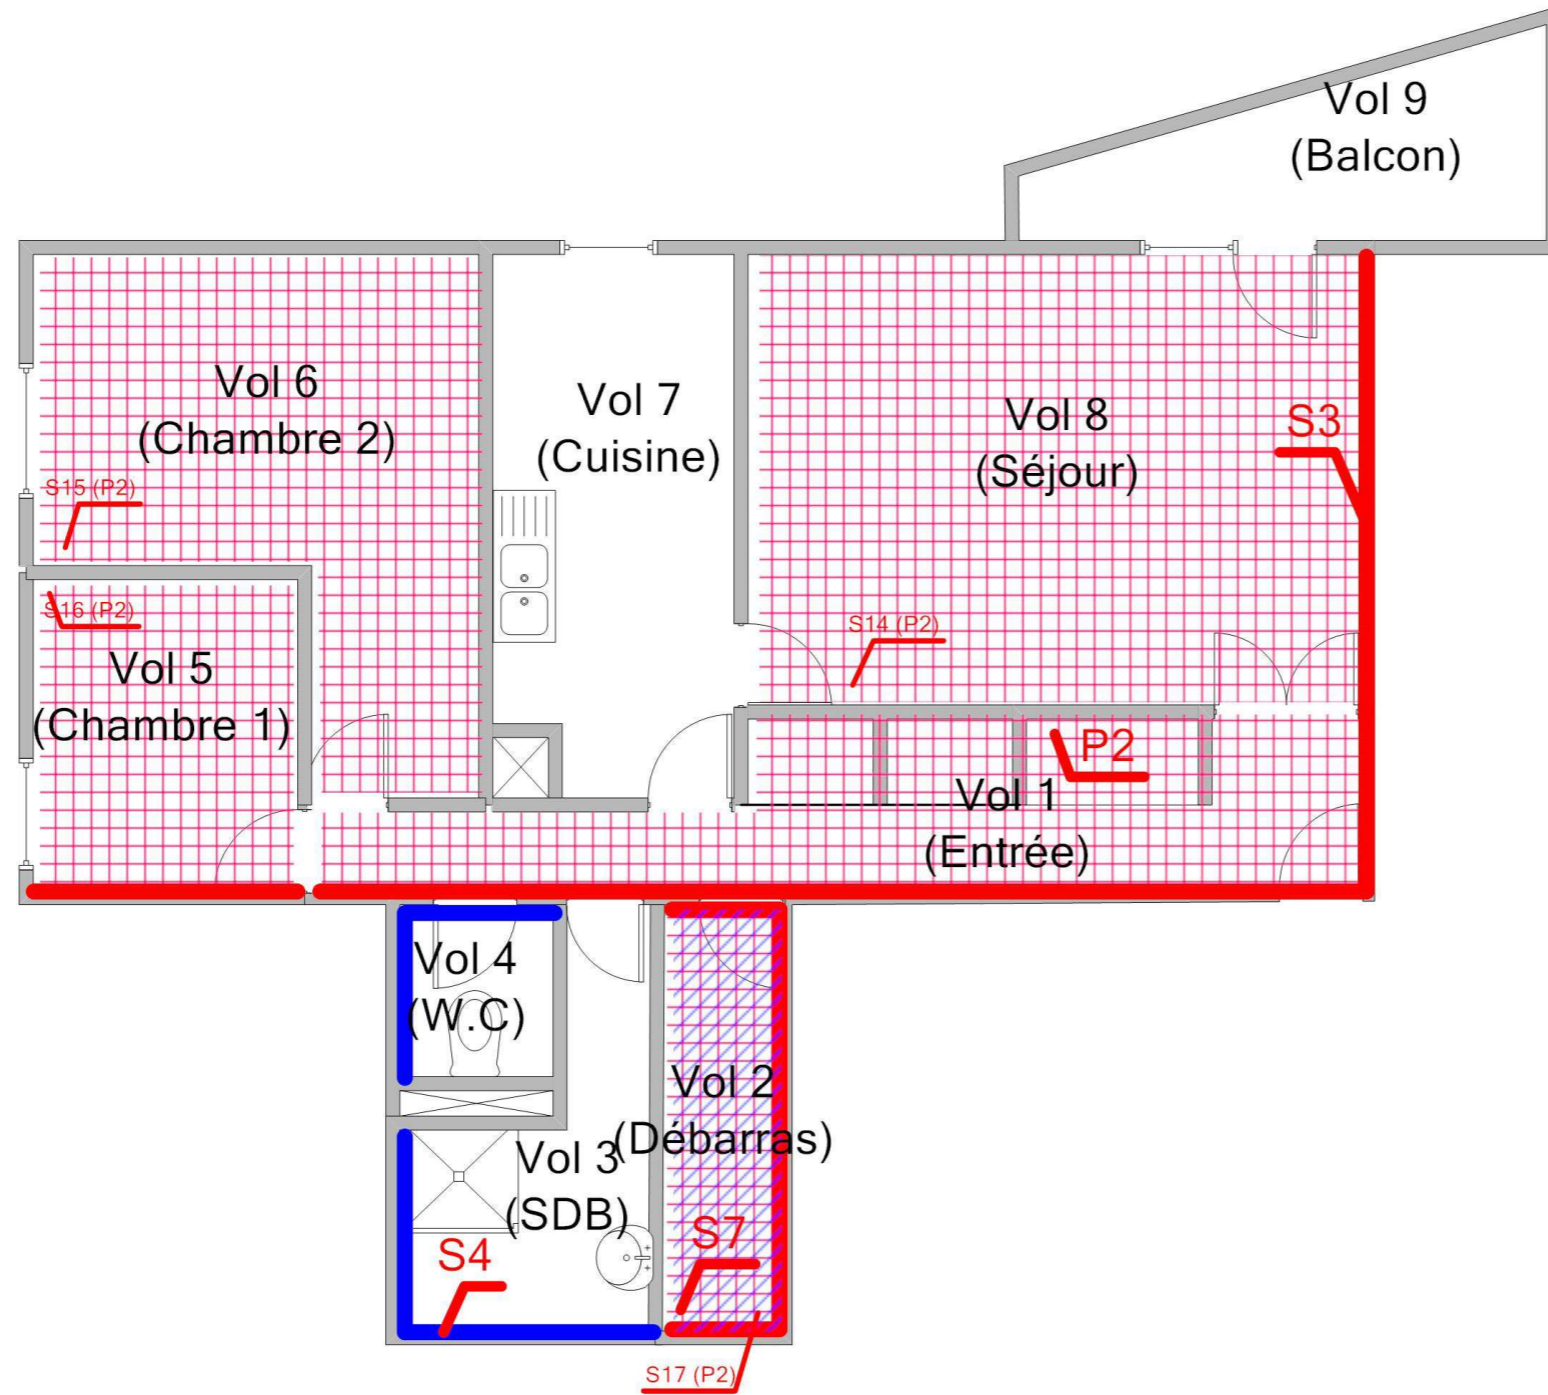 Vol 9
(Balcon)
Vol 6
(Chambre 2)
Vol 7
(Cuisine)
Vol 8
(Séjour)
S3
S15 (P2)
S16 (P2)
S14 (P2)
Vol 5
(Chambre 1)
P2
Vol 1
(Entrée)
Vol 4
(W.C)
Vol 2
(Débarras)
Vol 3
(SDB)
S4
S7
S17 (P2)